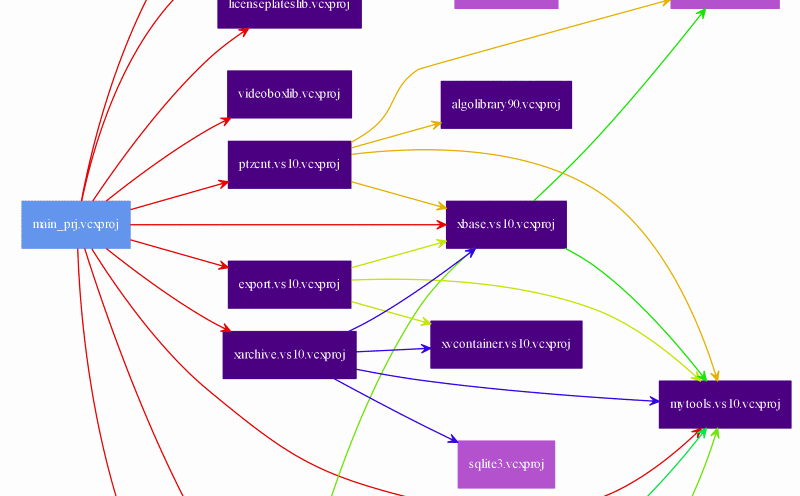 licenseplateslib.vcxproj
videoboxlib.vcxproj
algolibrary90.vcxproj
ptzcnt.vs10.vcxproj
main_prj.vcxproj
xbase.vs10.vcxproj
export.vs10.vcxproj
xarchive.vs10.vcxproj
xvcontainer.vs10.vcxproj
mytools.vs10.vcxproj
sqlite3.vcxproj